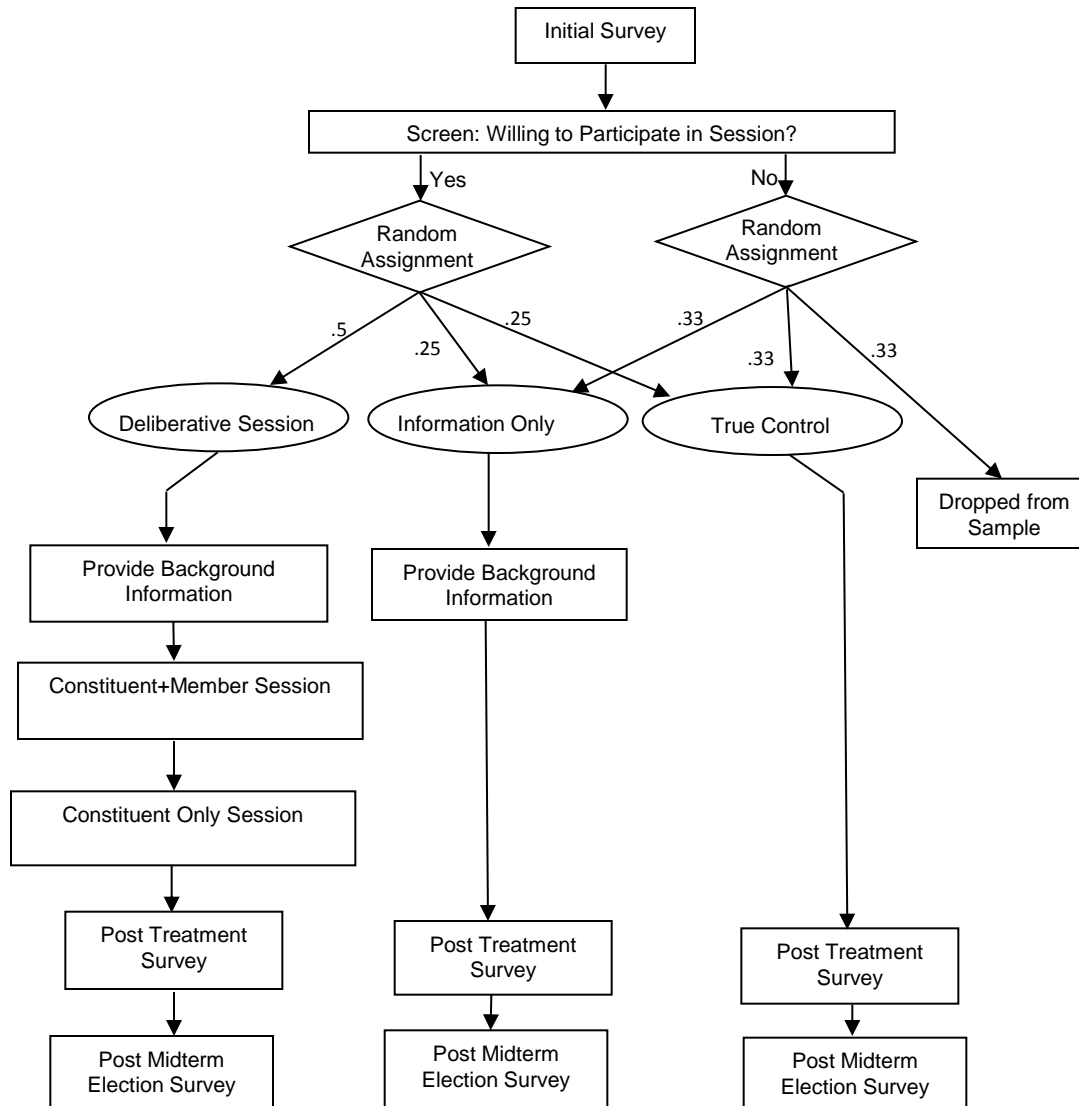 Initial Survey
Screen: Willing to Participate in Session?
Yes
No
Random
Assignment
Random
Assignment
.5
.25
.25
.33
.33
.33
Deliberative Session
Information Only
True Control
Dropped from
Sample
Provide Background
Information
Provide Background
Information
Constituent+Member Session
Constituent Only Session
Post Treatment
Survey
Post Treatment
Survey
Post Treatment
Survey
Post Midterm
Election Survey
Post Midterm
Election Survey
Post Midterm
Election Survey